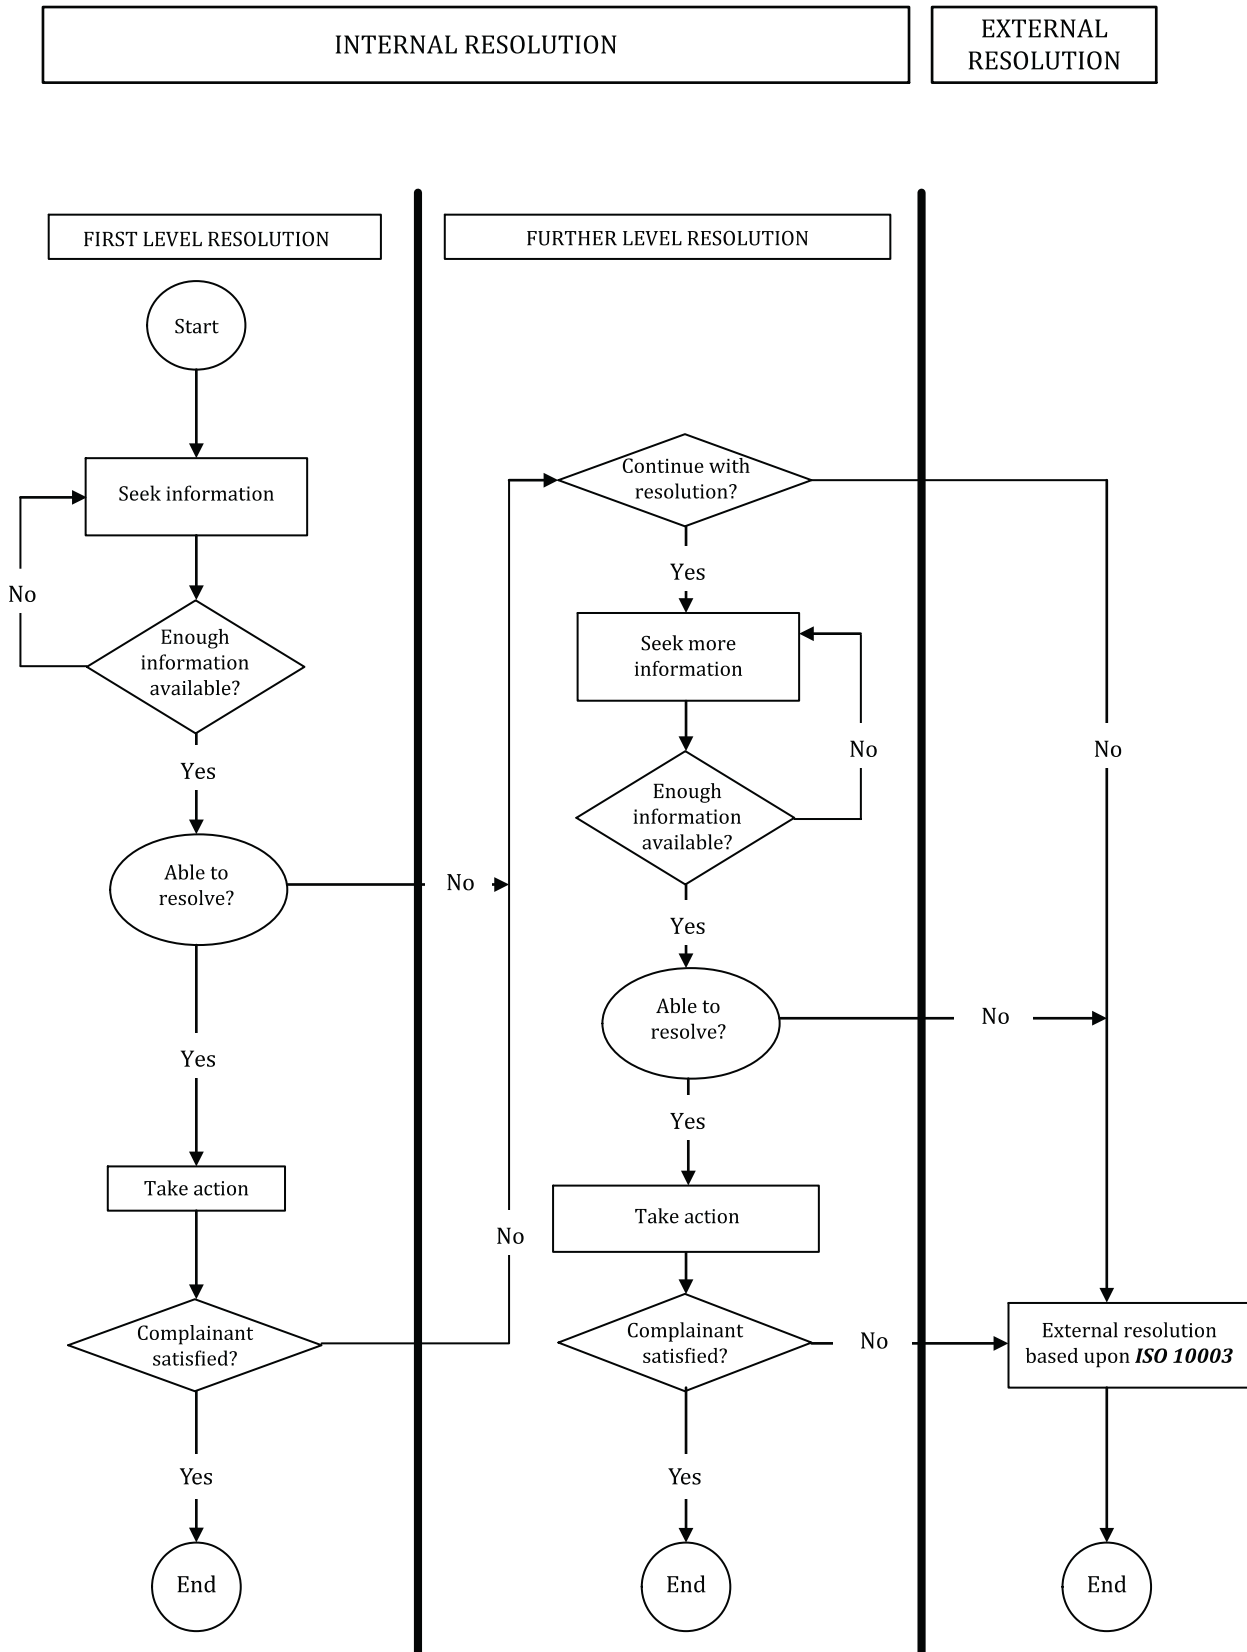 INTERNAL RESOLUTION
EXTERNAL
RESOLUTION
FIRST LEVEL RESOLUTION
FURTHER LEVEL RESOLUTION
Start
Seek information
No
Enough
information
available?
Yes
Able to
resolve?
No
Yes
Take action
Complainant
satisfied?
No
Yes
End
Continue with
resolution?
Yes
Seek more
information
No
Enough
information
available?
Yes
Able to
resolve?
No
Yes
Take action
Complainant
satisfied?
No
Yes
End
No
External resolution
based upon ISO 10003
End